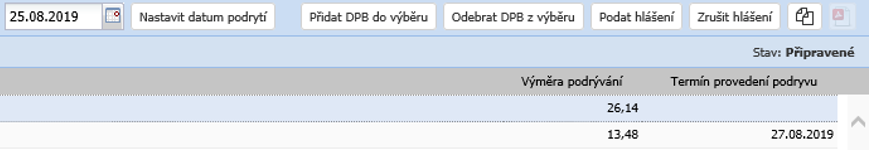 25.08.2019 Nastavit datum podrytí Přidat DPB do výběru Odebrat DPB z výběru Podat hlášení Zrušit hlášení
Stav: Připravené
Výměra podrývání Termín provedení podryvu
26,14
13,48 27.08.2019